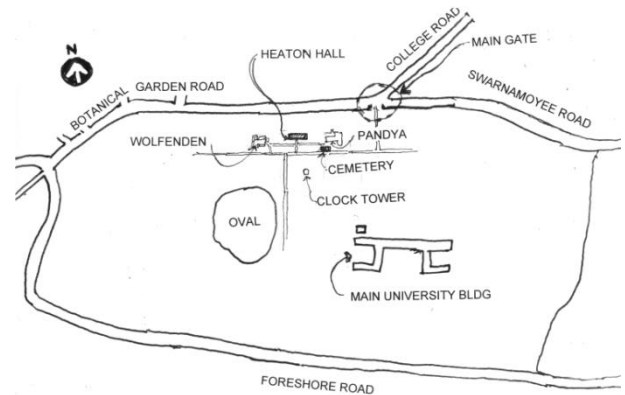 COLLEGE ROAD
N
HEATON HALL
MAIN GATE
BOTANICAL
GARDEN ROAD
SWARNAMOYEE ROAD
WOLFENDEN
PANDYA
CEMETERY
CLOCK TOWER
OVAL
MAIN UNIVERSITY BLDG
FORESHORE ROAD